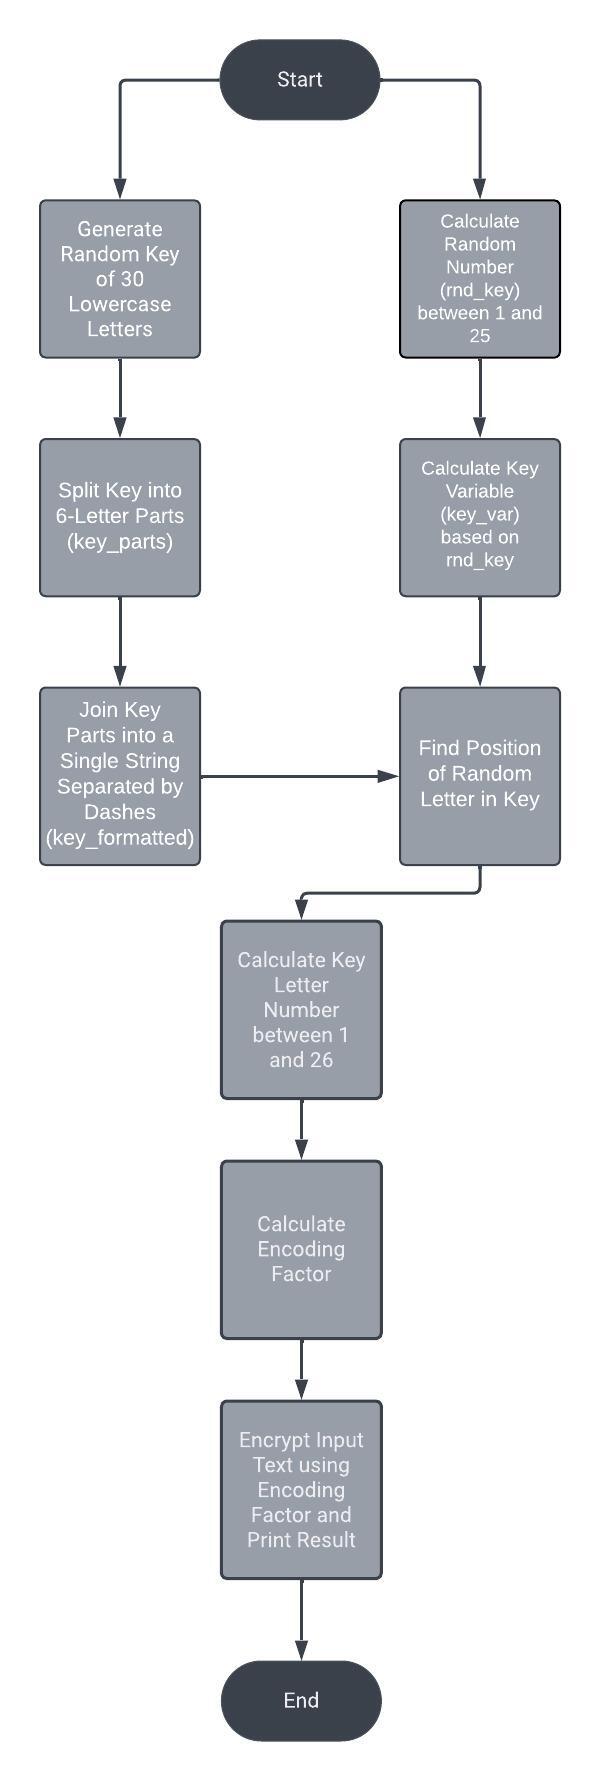 Start
Generate
Random Key
of 30
Lowercase
Letters
Calculate
Random
Number
(rnd_key)
between 1 and
25
Split Key into
6-Letter Parts
(key_parts)
Calculate Key
Variable
(key_var)
based on
rnd_key
Join Key
Parts into a
Single String
Separated by
Dashes
(key_formatted)
Find Position
of Random
Letter in Key
Calculate Key
Letter
Number
between 1
and 26
Calculate
Encoding
Factor
Encrypt Input
Text using
Encoding
Factor and
Print Result
End